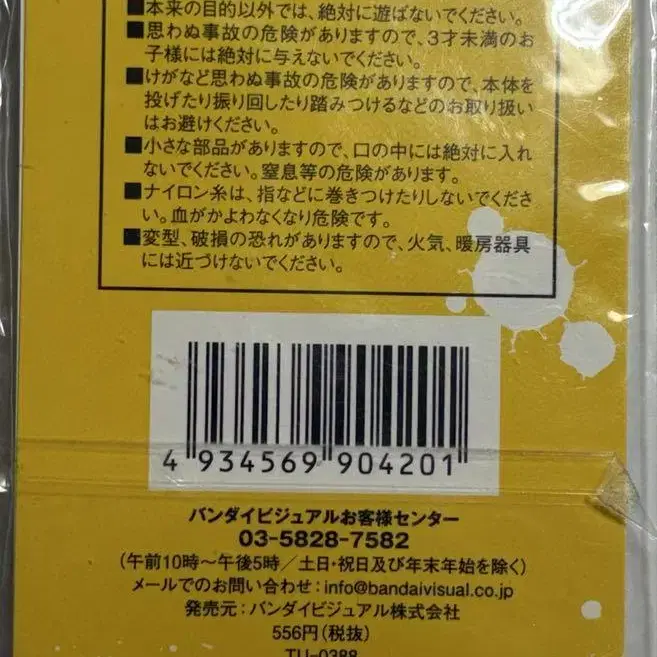 ■本来の目的以外では、絶対に遊ばないでください。
■思わぬ事故の危険がありますので、3才未満のお
子様には絶対に与えないでください。
■けがなど思わぬ事故の危険がありますので、本体を
投げたり振り回したり踏みつけるなどのお取り扱い
はお避けください。
■小さな部品がありますので、口の中には絶対に入れ
ないでください。窒息等の危険があります。
■ナイロン糸は、指などに巻きつけたりしないでくださ
い。血がかよわなくなり危険です。
■変型、破損の恐れがありますので、火気、暖房器具
には近づけないでください。
4 934569 904201
バンダイビジュアルお客様センター
03-5828-7582
(午前10時〜午後5時/土日・祝日及び年末年始を除く)
メールでのお問い合わせ:info@bandaivisual.co.jp
発売元:バンダイビジュアル株式会社
556円(税抜)
TU-0388